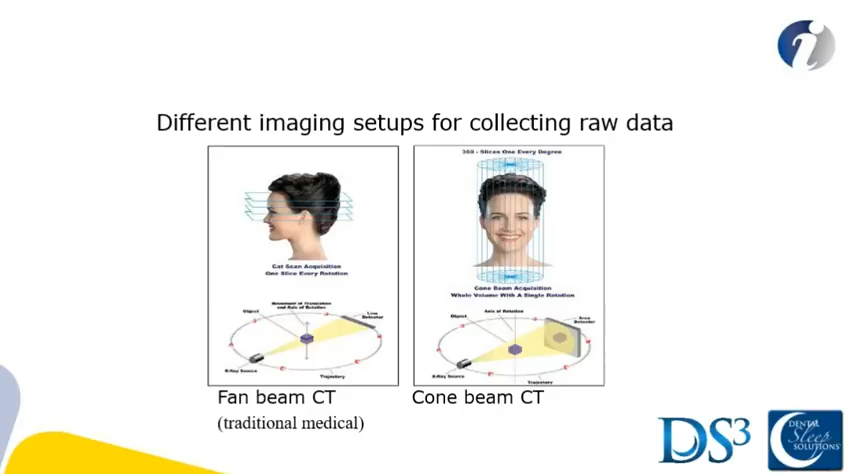 i
Different imaging setups for collecting raw data
360 - Slices One Every Degree
Cat Scan Acquisition
One Slice Every Rotation
Cone Beam Acquisition
Whole Volume With A Single Rotation
Movement of Translation
and Axis of Rotation
Line
Detector
Object
X-Ray Source
Trajectory
Axis of Rotation
Object
Area
Detector
X-Ray Source
Trajectory
Fan beam CT
(traditional medical)
Cone beam CT
DS3
DENTAL
Sleep
SOLUTIONS